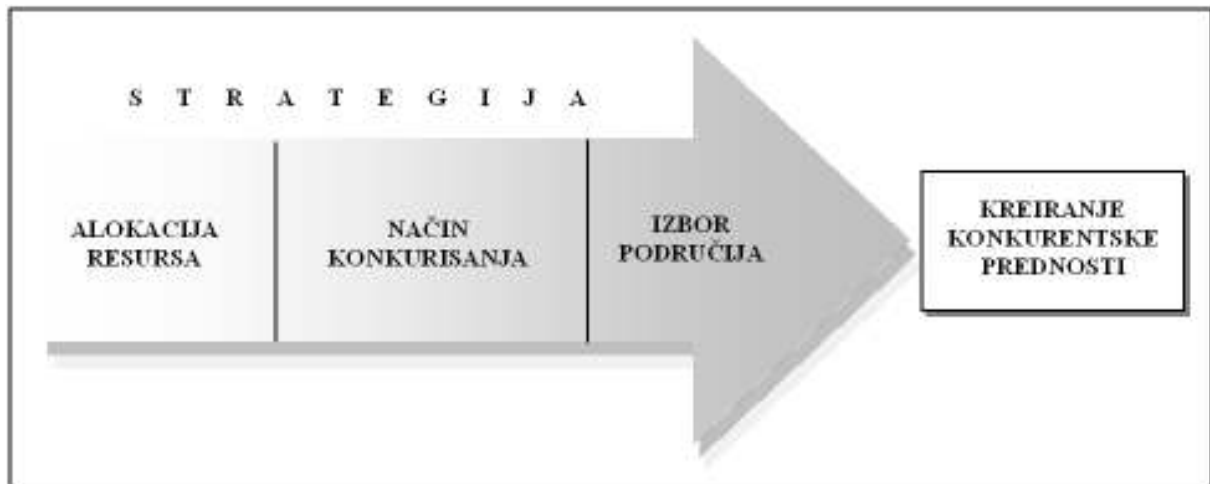 S T R A T E G I J A
ALOKACIJA
RESURSA
NAČIN
KONKURISANJA
IZBOR
PODRUČIJA
KREIRANJE
KONKURENTSKE
PREDNOSTI